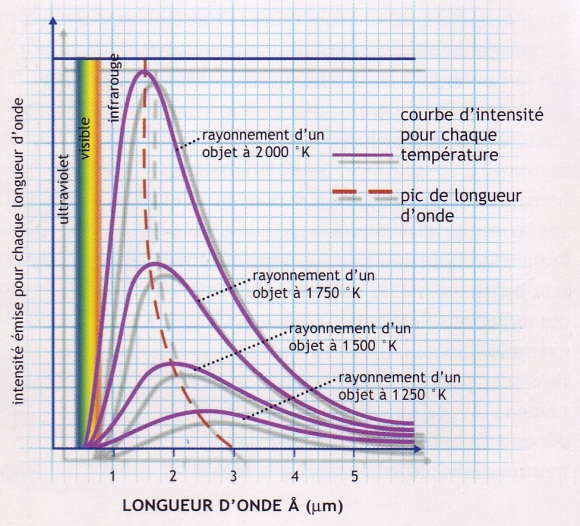 intensité émise pour chaque longueur d'onde
ultraviolet
visible
infrarouge
rayonnement d'un
objet à 2000 °K
courbe d'intensité
pour chaque
température
pic de longueur
d'onde
rayonnement d'un
objet à 1750 °K
rayonnement d'un
objet à 1500 °K
rayonnement d'un
objet à 1250 °K
1 2 3 4 5
LONGUEUR D'ONDE Å (μm)